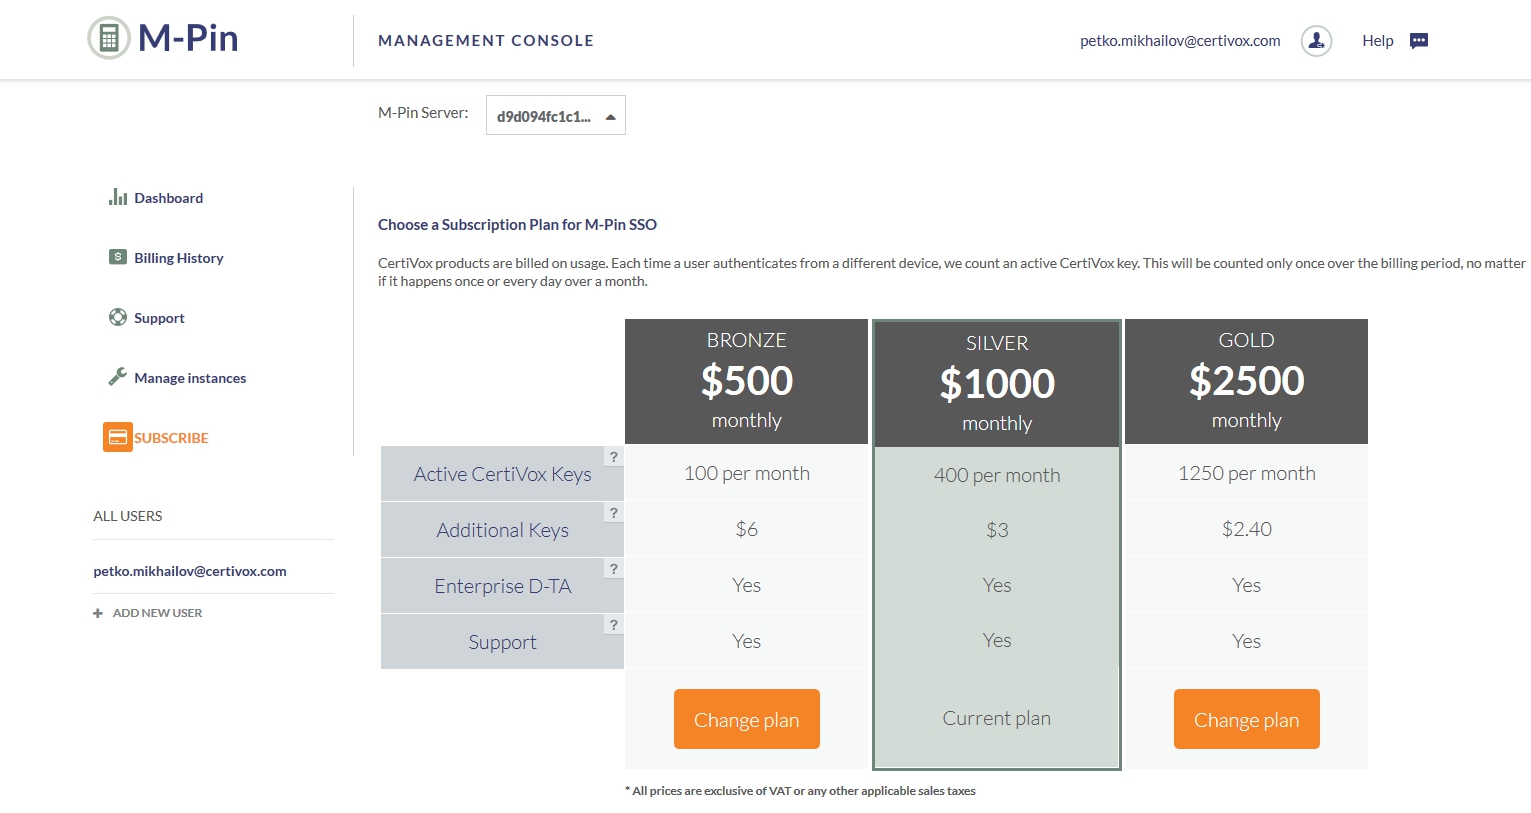 M-Pin
MANAGEMENT CONSOLE
petko.mikhailov@certivox.com
Help
M-Pin Server:
d9d094fc1c1...
Dashboard
Billing History
Support
Manage instances
SUBSCRIBE
ALL USERS
petko.mikhailov@certivox.com
+ ADD NEW USER
Choose a Subscription Plan for M-Pin SSO
CertiVox products are billed on usage. Each time a user authenticates from a different device, we count an active CertiVox key. This will be counted only once over the billing period, no matter
if it happens once or every day over a month.
BRONZE
$500
monthly
SILVER
$1000
monthly
GOLD
$2500
monthly
Active CertiVox Keys ? 100 per month 400 per month 1250 per month
Additional Keys ? $6 $3 $2.40
Enterprise D-TA ? Yes Yes Yes
Support ? Yes Yes Yes
Change plan Current plan Change plan
* All prices are exclusive of VAT or any other applicable sales taxes